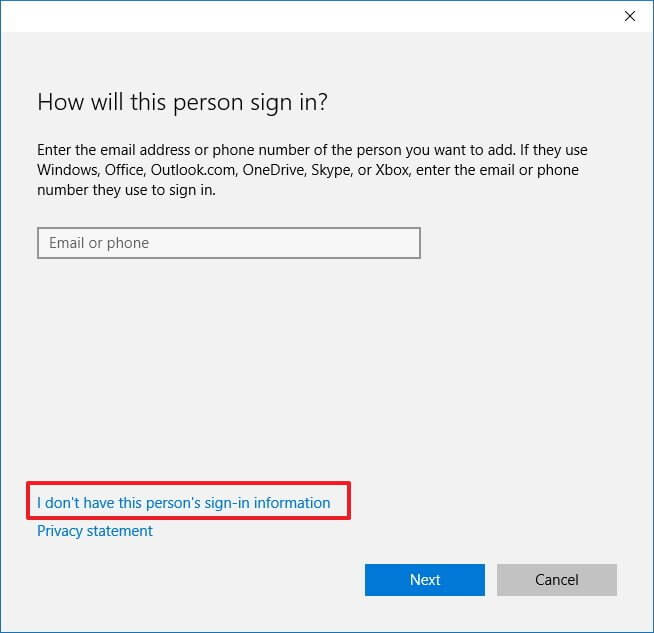 How will this person sign in?
Enter the email address or phone number of the person you want to add. If they use
Windows, Office, Outlook.com, OneDrive, Skype, or Xbox, enter the email or phone
number they use to sign in.
Email or phone
I don't have this person's sign-in information
Privacy statement
Next
Cancel